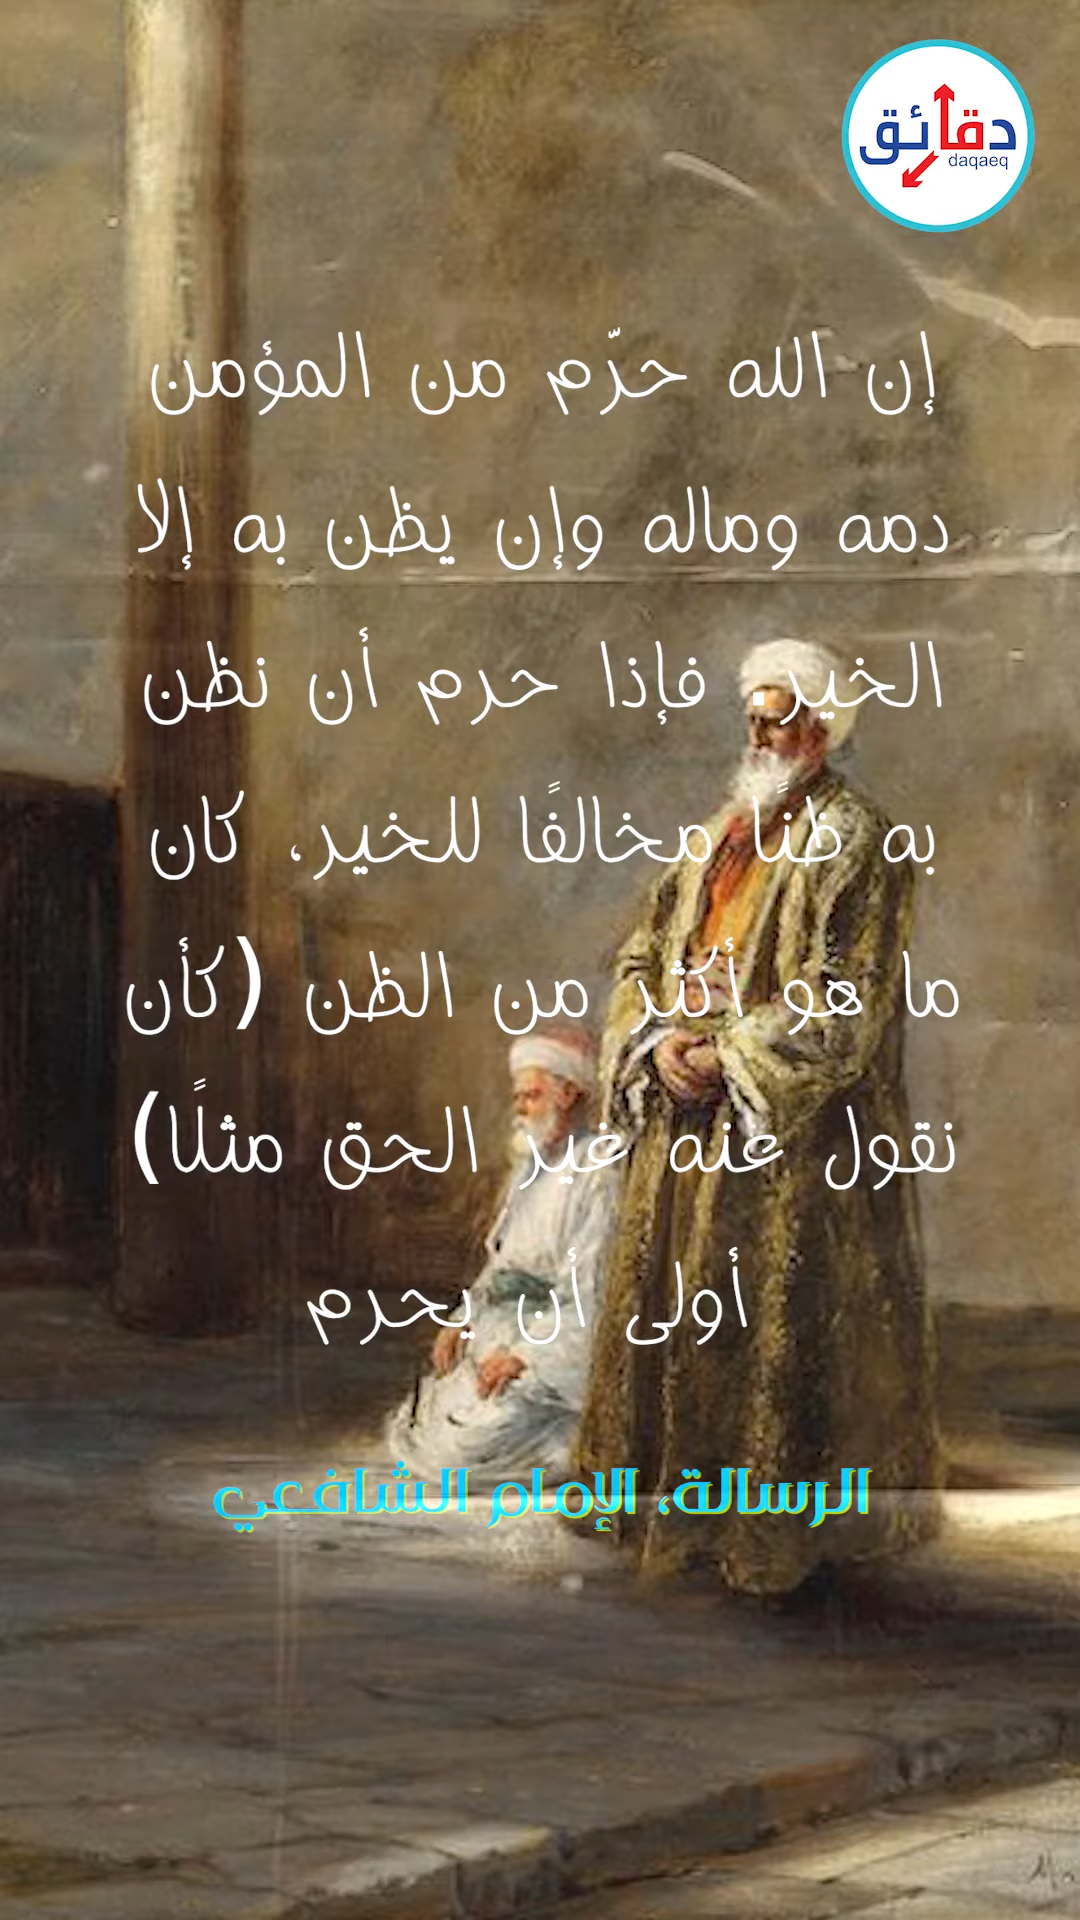 دقائق
daqaeq
إن الله حرّم من المؤمن
دمه وماله وإن يظن به إلا
الخير. فإذا حرم أن نظن
به ظنًا مخالفًا للخير، كان
ما هو أكثر من الظن (كأن
نقول عنه غير الحق مثلًا)
أولى أن يحرم
الرسالة، الإمام الشافعي